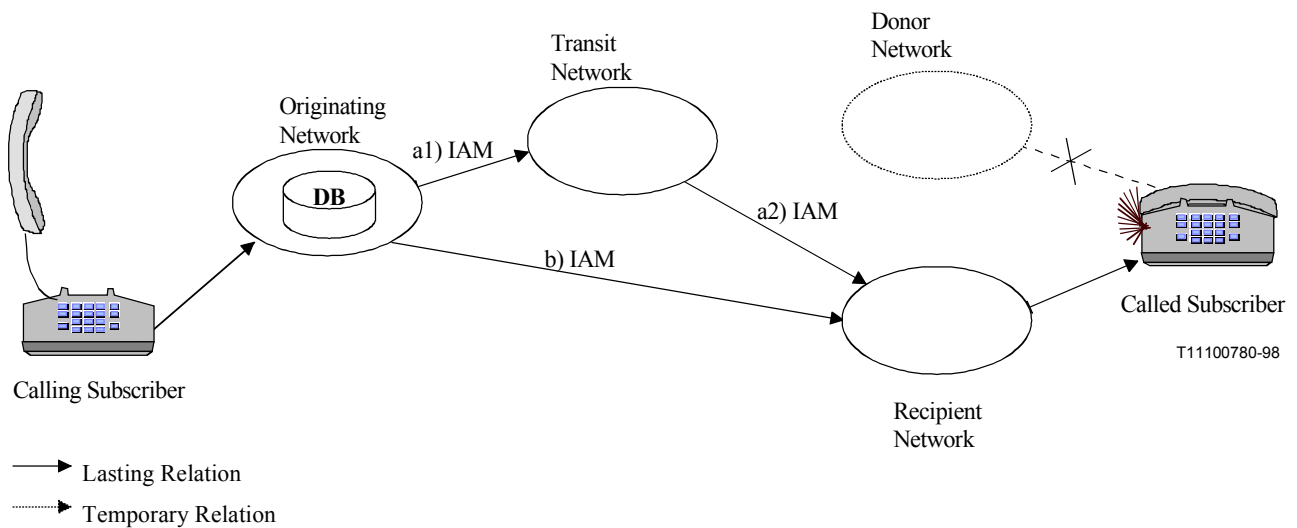 Donor
Network
Transit
Network
Originating
Network
a1) IAM
DB
a2) IAM
b) IAM
Called Subscriber
T11100780-98
Calling Subscriber
Recipient
Network
Lasting Relation
Temporary Relation